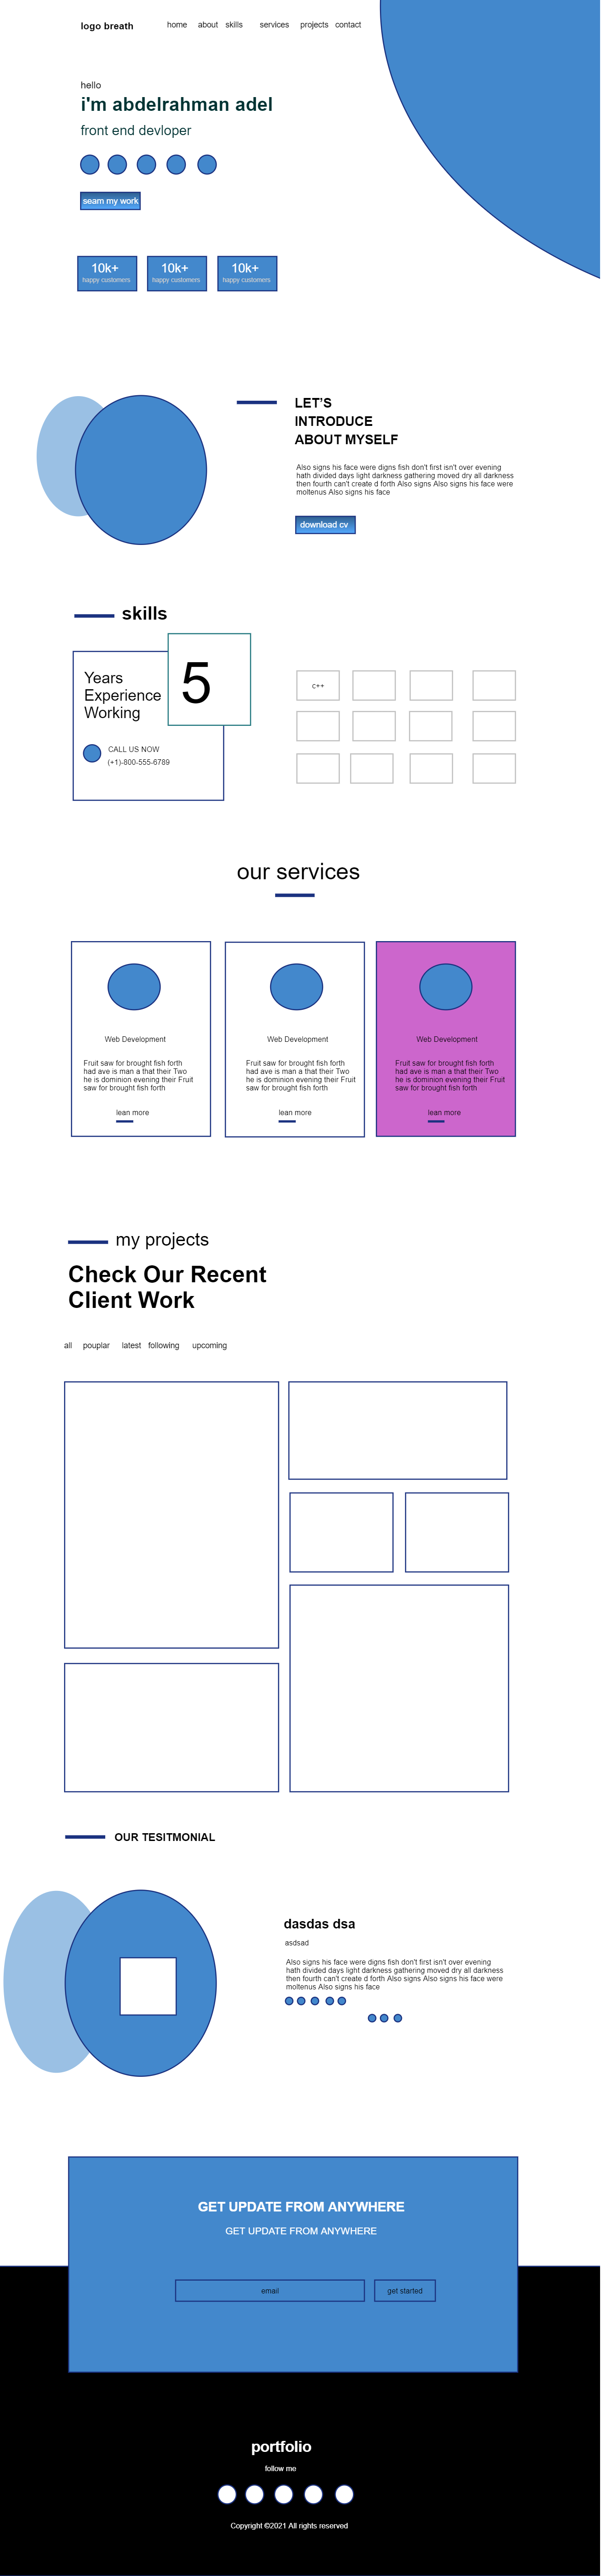 logo breath
home about skills services projects contact
hello
i'm abdelrahman adel
front end devloper
seam my work
10k+ 10k+ 10k+
happy customers happy customers happy customers
LET'S
INTRODUCE
ABOUT MYSELF
Also signs his face were digns fish don't first isn't over evening
hath divided days light darkness gathering moved dry all darkness
then fourth can't create d forth Also signs Also signs his face were
moltenus Also signs his face
download cv
skills
Years
Experience
Working
5
CALL US NOW
(+1)-800-555-6789
c++
our services
Web Development
Fruit saw for brought fish forth
had ave is man a that their Two
he is dominion evening their Fruit
saw for brought fish forth
lean more
Web Development
Fruit saw for brought fish forth
had ave is man a that their Two
he is dominion evening their Fruit
saw for brought fish forth
lean more
Web Development
Fruit saw for brought fish forth
had ave is man a that their Two
he is dominion evening their Fruit
saw for brought fish forth
lean more
my projects
Check Our Recent
Client Work
all pouplar latest following upcoming
OUR TESITMONIAL
dasdas dsa
asdsad
Also signs his face were digns fish don't first isn't over evening
hath divided days light darkness gathering moved dry all darkness
then fourth can't create d forth Also signs Also signs his face were
moltenus Also signs his face
GET UPDATE FROM ANYWHERE
GET UPDATE FROM ANYWHERE
email get started
portfolio
follow me
Copyright ©2021 All rights reserved